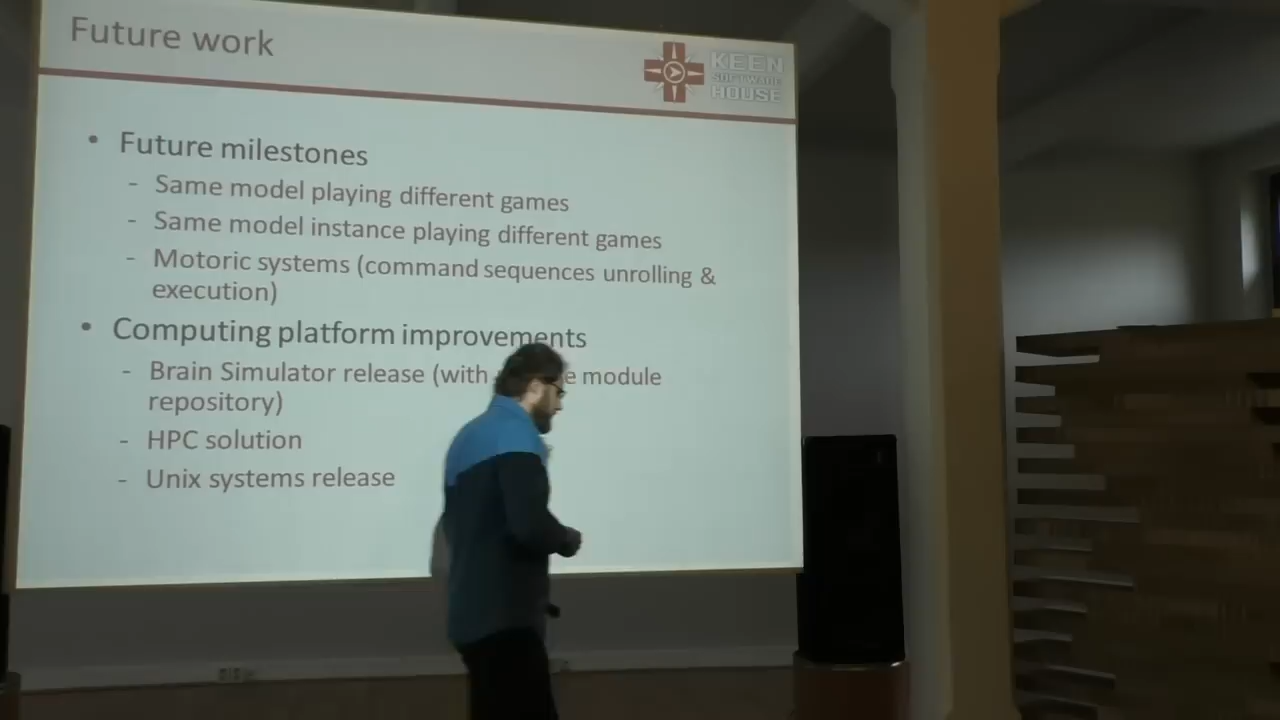 Future work
KEEN
SOFTWARE
HOUSE
• Future milestones
- Same model playing different games
- Same model instance playing different games
- Motoric systems (command sequences unrolling &
execution)
• Computing platform improvements
- Brain Simulator release (with module
repository)
- HPC solution
- Unix systems release